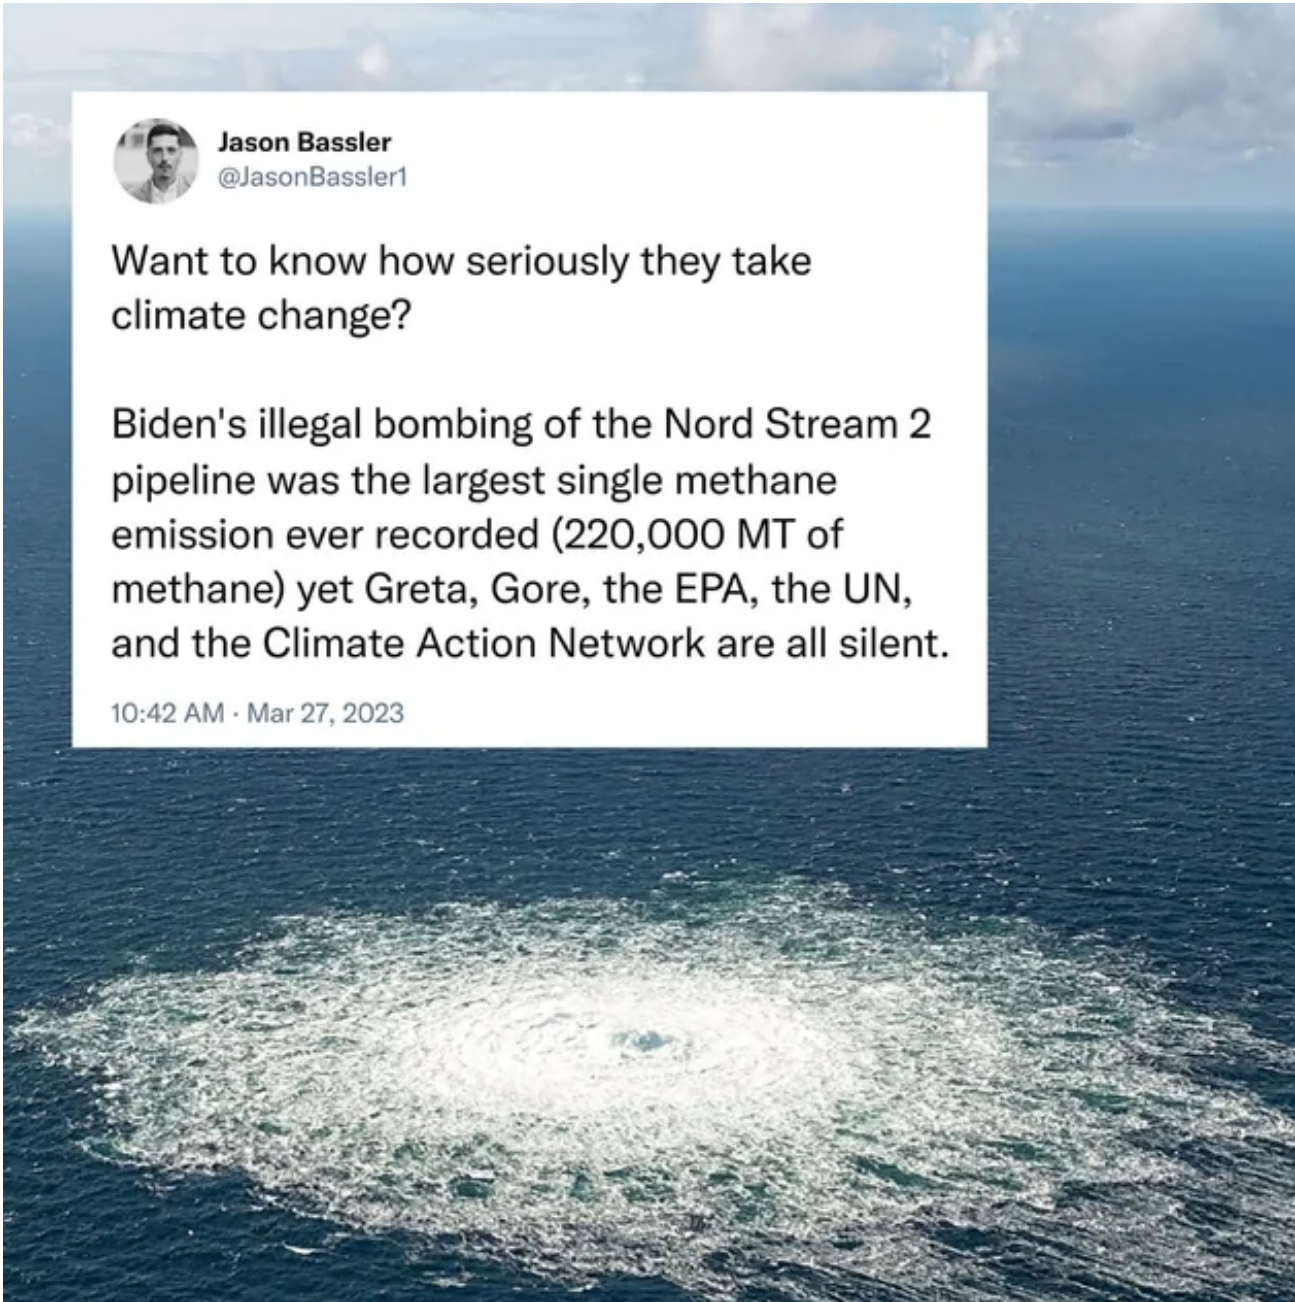 Jason Bassler
@JasonBassler1
Want to know how seriously they take
climate change?
Biden's illegal bombing of the Nord Stream 2
pipeline was the largest single methane
emission ever recorded (220,000 MT of
methane) yet Greta, Gore, the EPA, the UN,
and the Climate Action Network are all silent.
10:42 AM · Mar 27, 2023